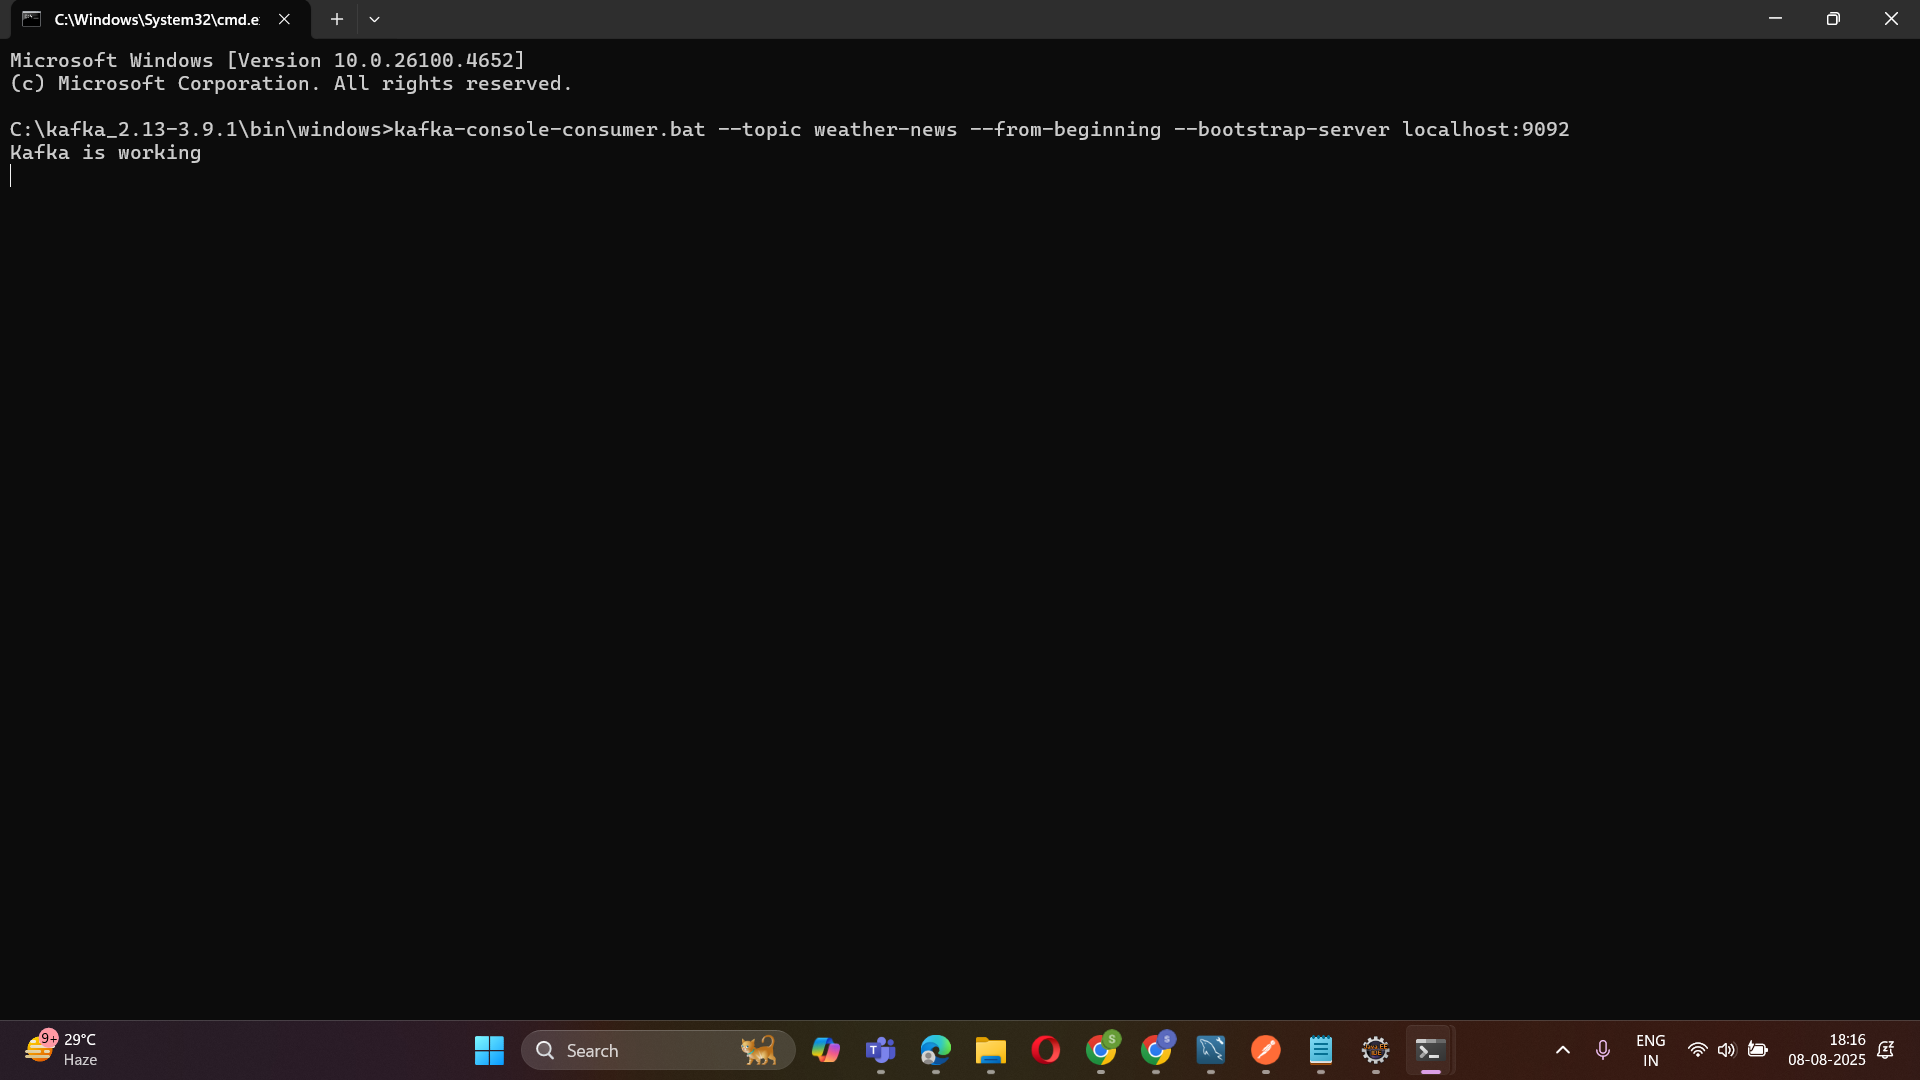 C:\Windows\System32\cmd.e
Microsoft Windows [Version 10.0.26100.4652]
(c) Microsoft Corporation. All rights reserved.
C:\kafka_2.13-3.9.1\bin\windows>kafka-console-consumer.bat --topic weather-news --from-beginning --bootstrap-server localhost:9092
Kafka is working
9+
29°C
Haze
Search
S
s
ENG
IN
18:16
08-08-2025